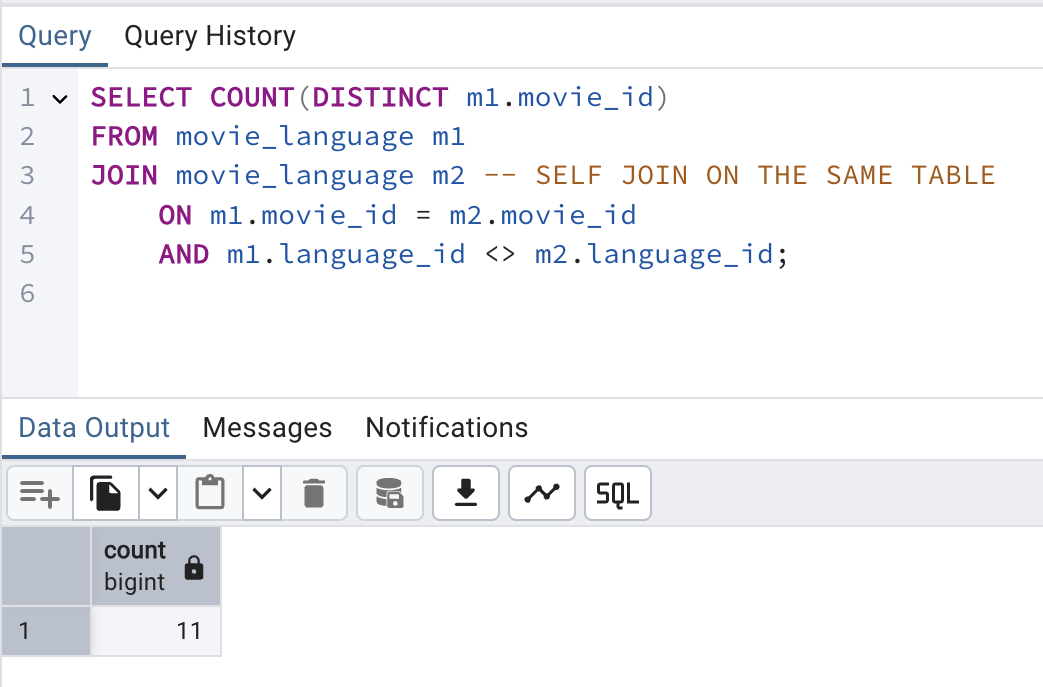 Query Query History
1 SELECT COUNT(DISTINCT m1.movie_id)
2 FROM movie_language m1
3 JOIN movie_language m2 -- SELF JOIN ON THE SAME TABLE
4 ON m1.movie_id = m2.movie_id
5 AND m1.language_id <> m2.language_id;
6
Data Output Messages Notifications
SQL
count
bigint
1 11